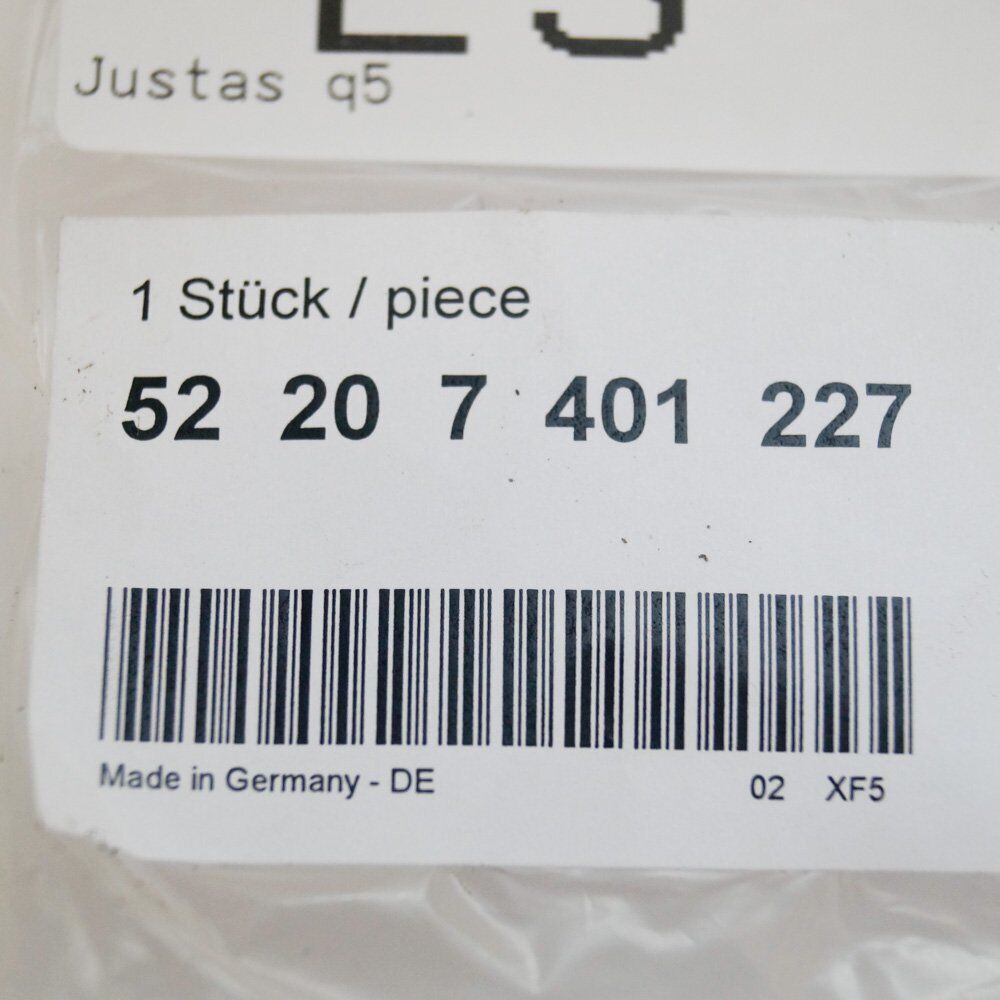 Justas q5
1 Stück / piece
52 20 7 401 227
Made in Germany - DE
02 XF5